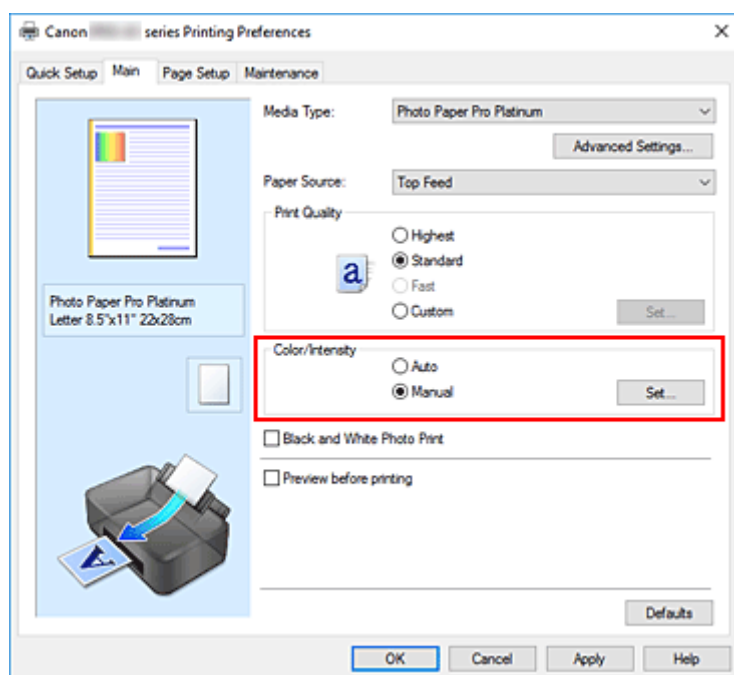 Canon series Printing Preferences
Quick Setup Main Page Setup Maintenance
Media Type: Photo Paper Pro Platinum
Advanced Settings...
Paper Source: Top Feed
Print Quality
Highest
a Standard
Fast
Custom Set...
Photo Paper Pro Platinum
Letter 8.5"x11" 22x28cm
Color/Intensity
Auto
Manual Set...
Black and White Photo Print
Preview before printing
A
Defaults
OK Cancel Apply Help